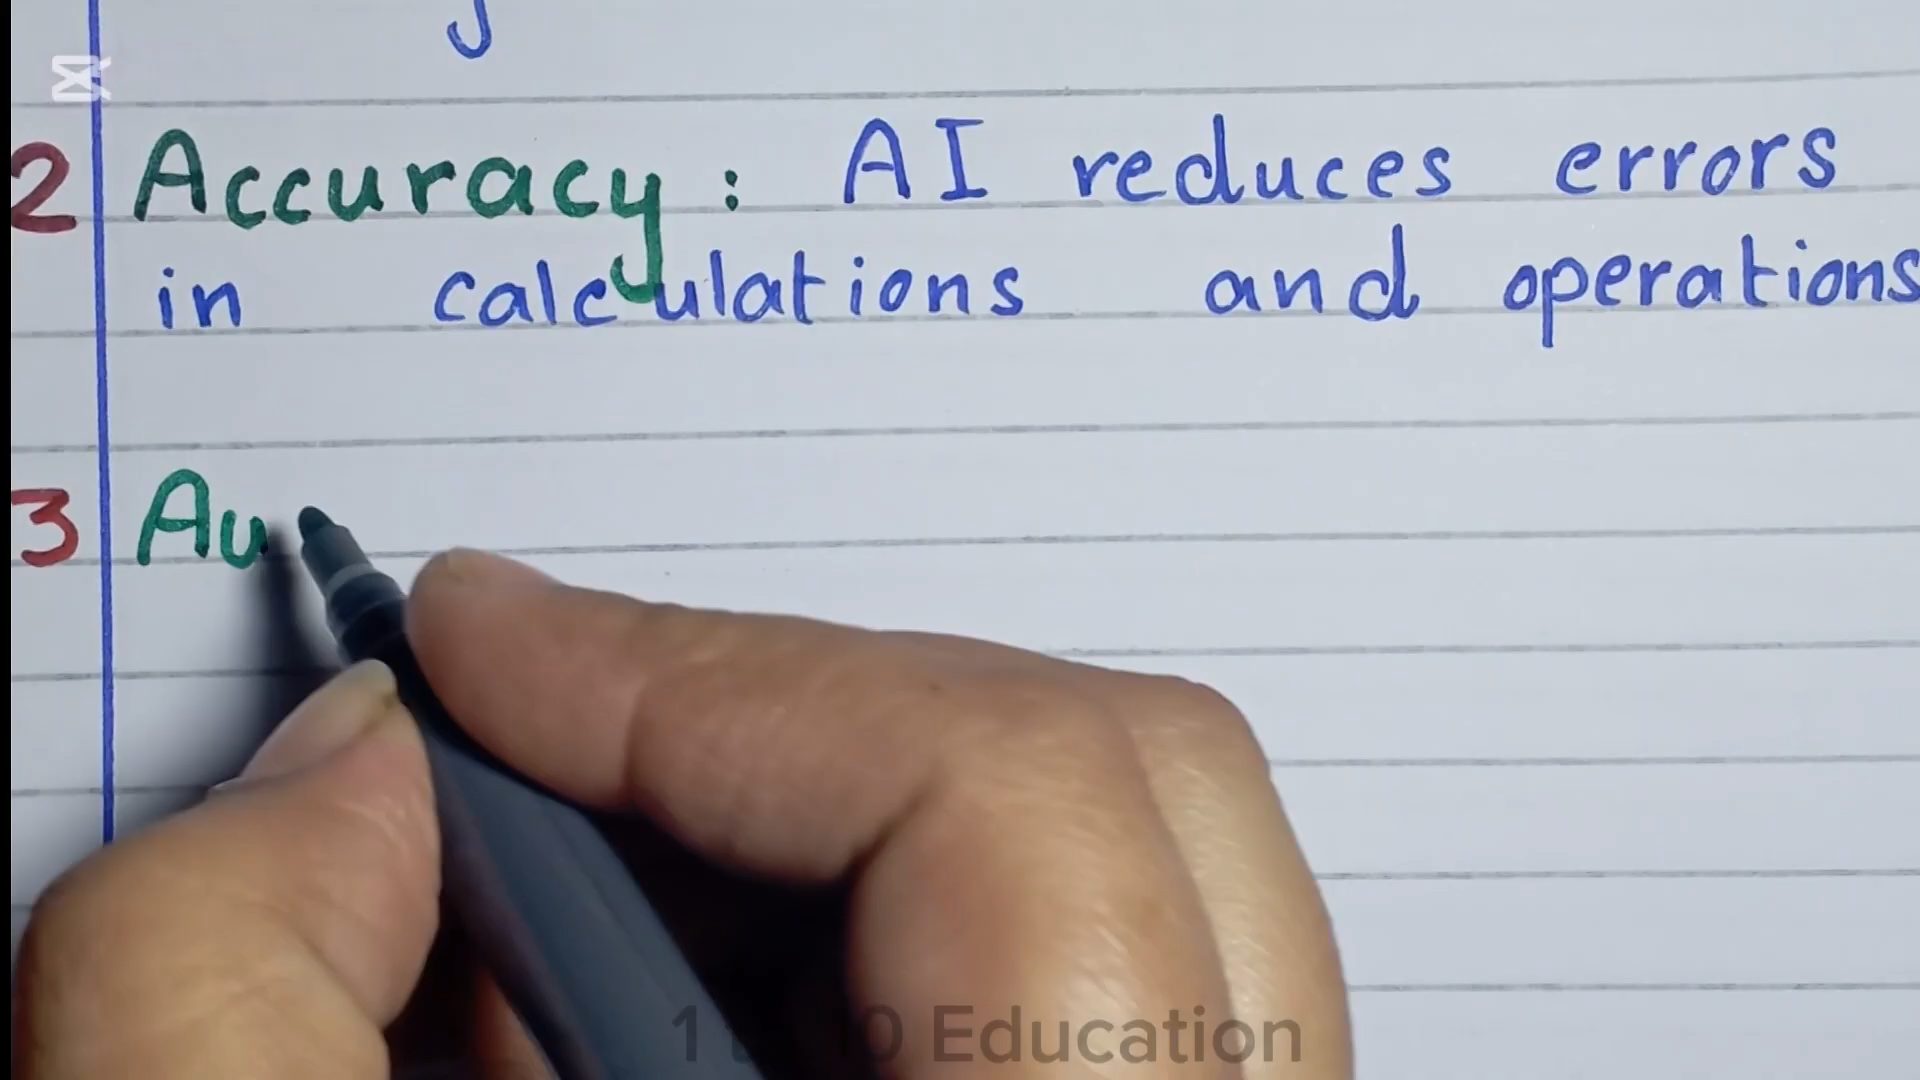 2 Accuracy : AI reduces errors
in calculations and operations
3 Au
Education